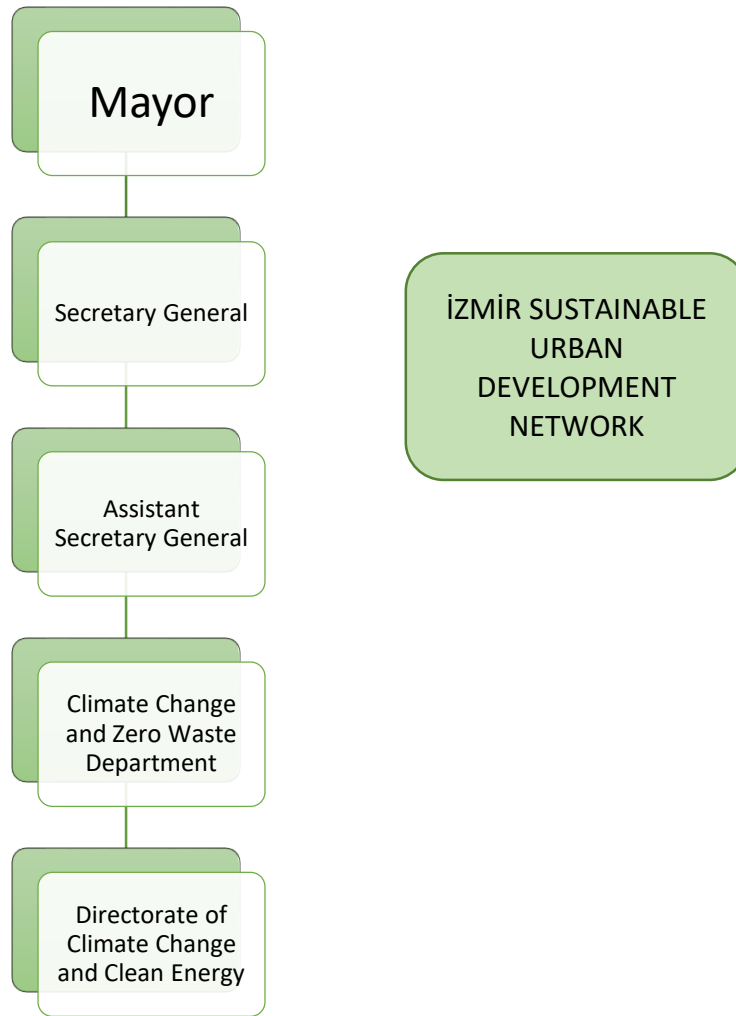 Mayor
Secretary General
Assistant
Secretary General
Climate Change
and Zero Waste
Department
Directorate of
Climate Change
and Clean Energy
İZMİR SUSTAINABLE
URBAN
DEVELOPMENT
NETWORK